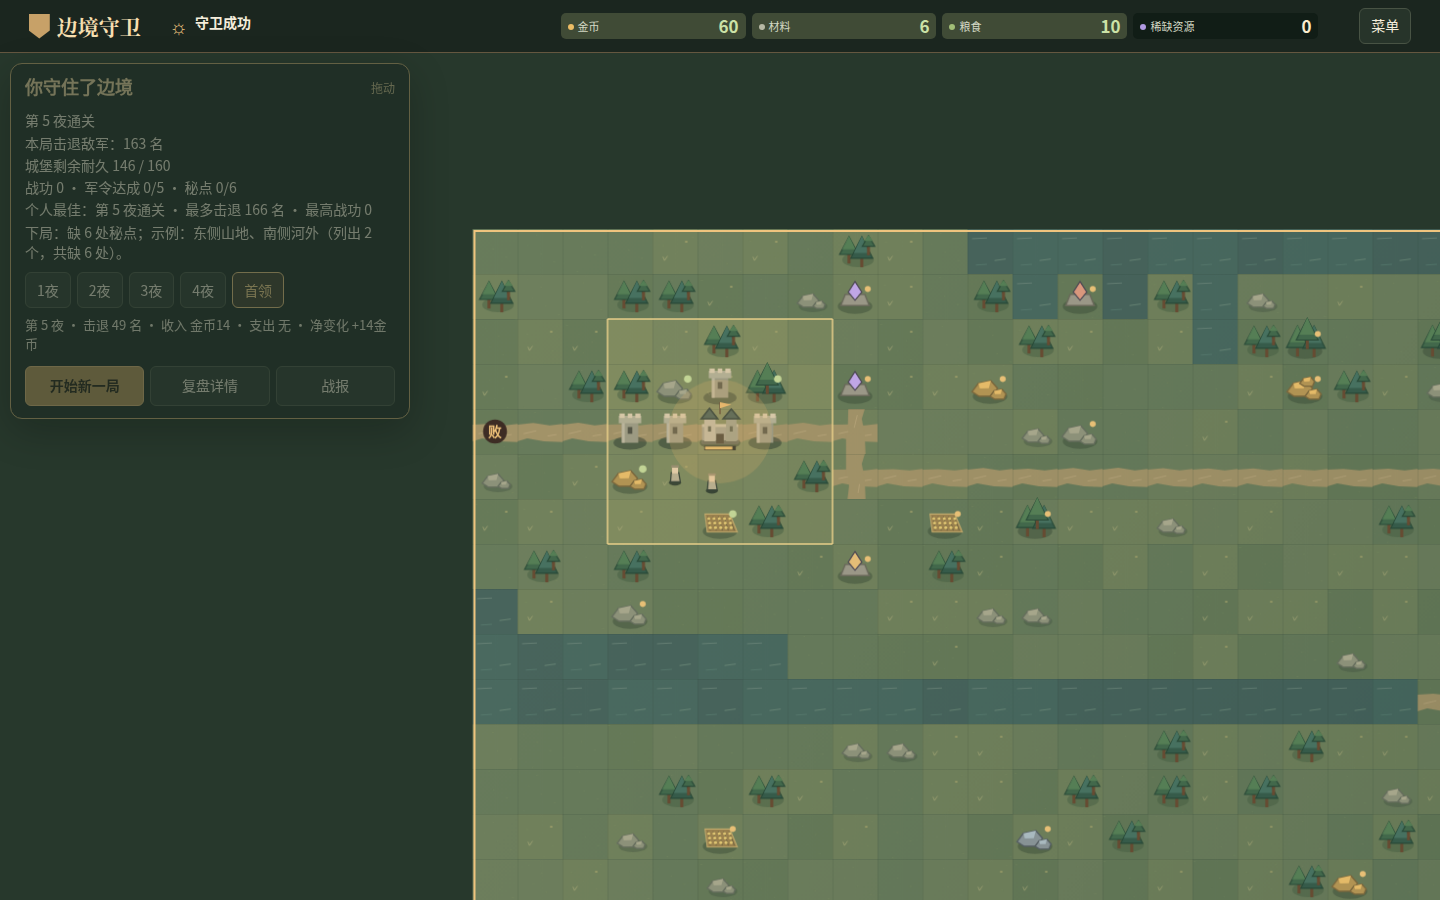 边境守卫
守卫成功
金币 60
材料 6
粮食 10
稀缺资源 0
菜单
你守住了边境
拖动
第 5 夜通关
本局击退敌军：163 名
城堡剩余耐久 146 / 160
战功 0 · 军令达成 0/5 · 秘点 0/6
个人最佳：第 5 夜通关 · 最多击退 166 名 · 最高战功 0
下局：缺 6 处秘点；示例：东侧山地、南侧河外（列出 2
个，共缺 6 处）。
1夜 2夜 3夜 4夜 首领
第 5 夜 · 击退 49 名 · 收入 金币14 · 支出 无 · 净变化 +14金
币
开始新一局 复盘详情 战报
败